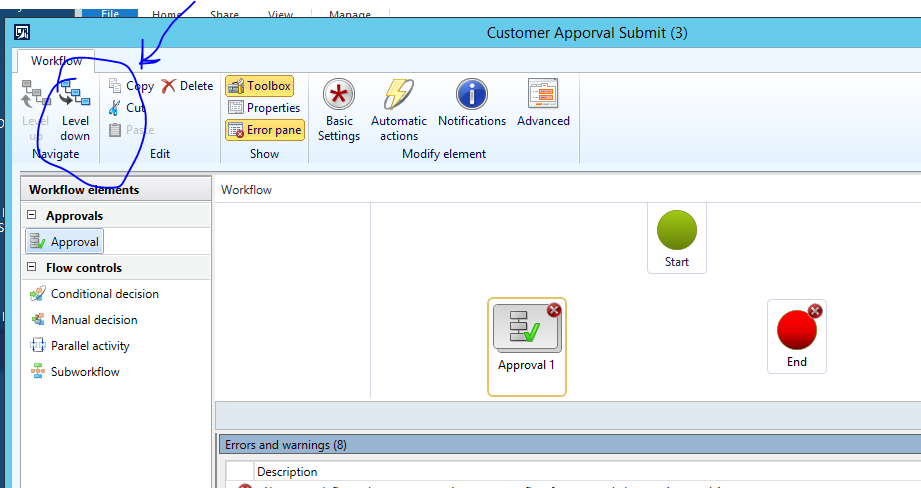 File Home Share View Manage
Customer Apporval Submit (3)
Workflow
Level up
Level down
Navigate
Copy
Cut
Paste
Delete
Edit
Toolbox
Properties
Error pane
Show
Basic Settings
Automatic actions
Notifications
Advanced
Modify element
Workflow elements
Approvals
Approval
Flow controls
Conditional decision
Manual decision
Parallel activity
Subworkflow
Workflow
Start
Approval 1
End
Errors and warnings (8)
Description